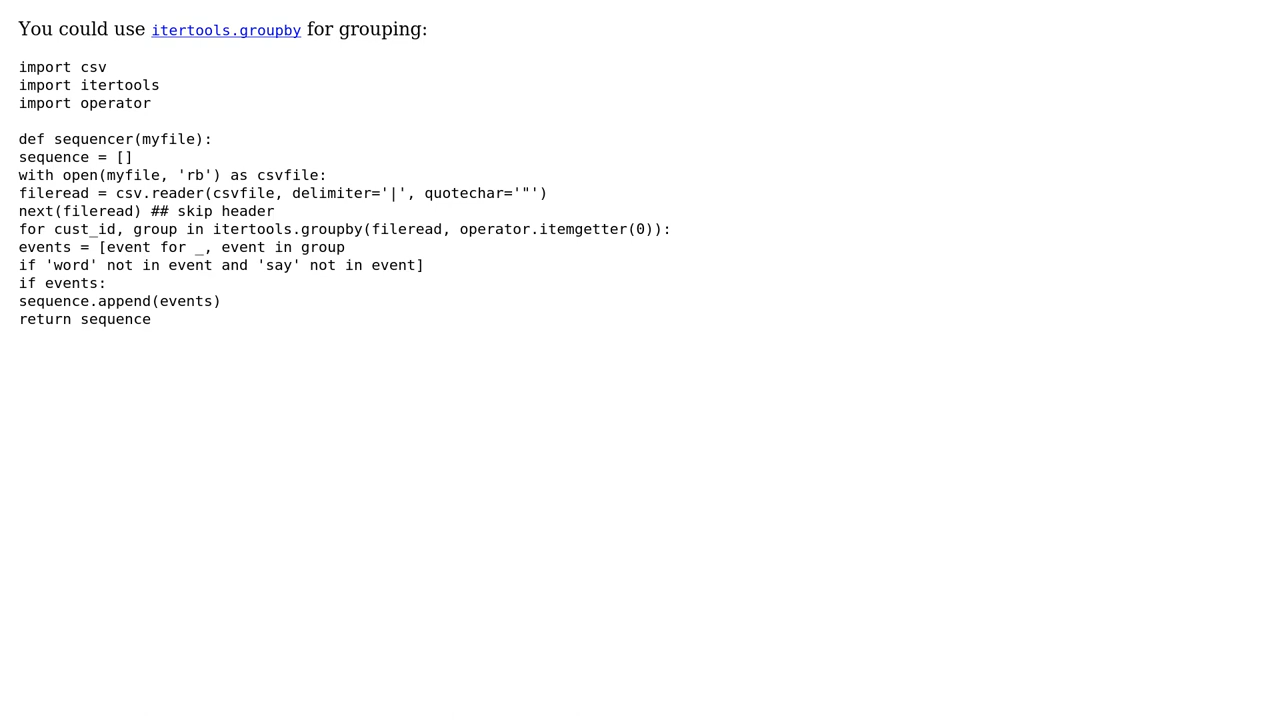 You could use itertools.groupby for grouping:
import csv
import itertools
import operator
def sequencer(myfile):
sequence = []
with open(myfile, 'rb') as csvfile:
fileread = csv.reader(csvfile, delimiter='|', quotechar='"')
next(fileread) ## skip header
for cust_id, group in itertools.groupby(fileread, operator.itemgetter(0)):
events = [event for _, event in group
if 'word' not in event and 'say' not in event]
if events:
sequence.append(events)
return sequence